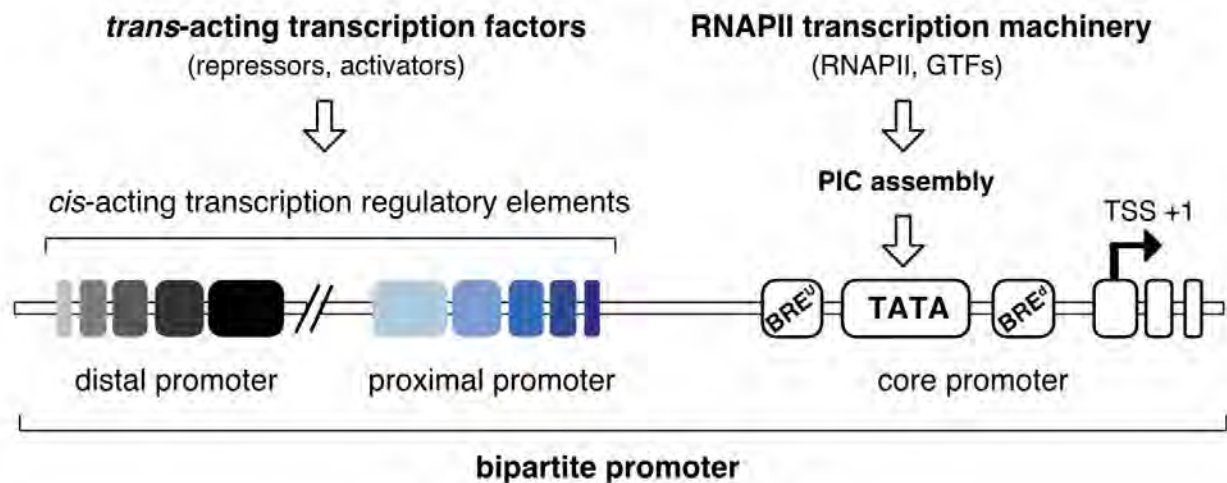 trans-acting transcription factors
(repressors, activators)
RNAPII transcription machinery
(RNAPII, GTFs)
PIC assembly
cis-acting transcription regulatory elements
TSS +1
BREᵁ
TATA
BREᵈ
distal promoter
proximal promoter
core promoter
bipartite promoter